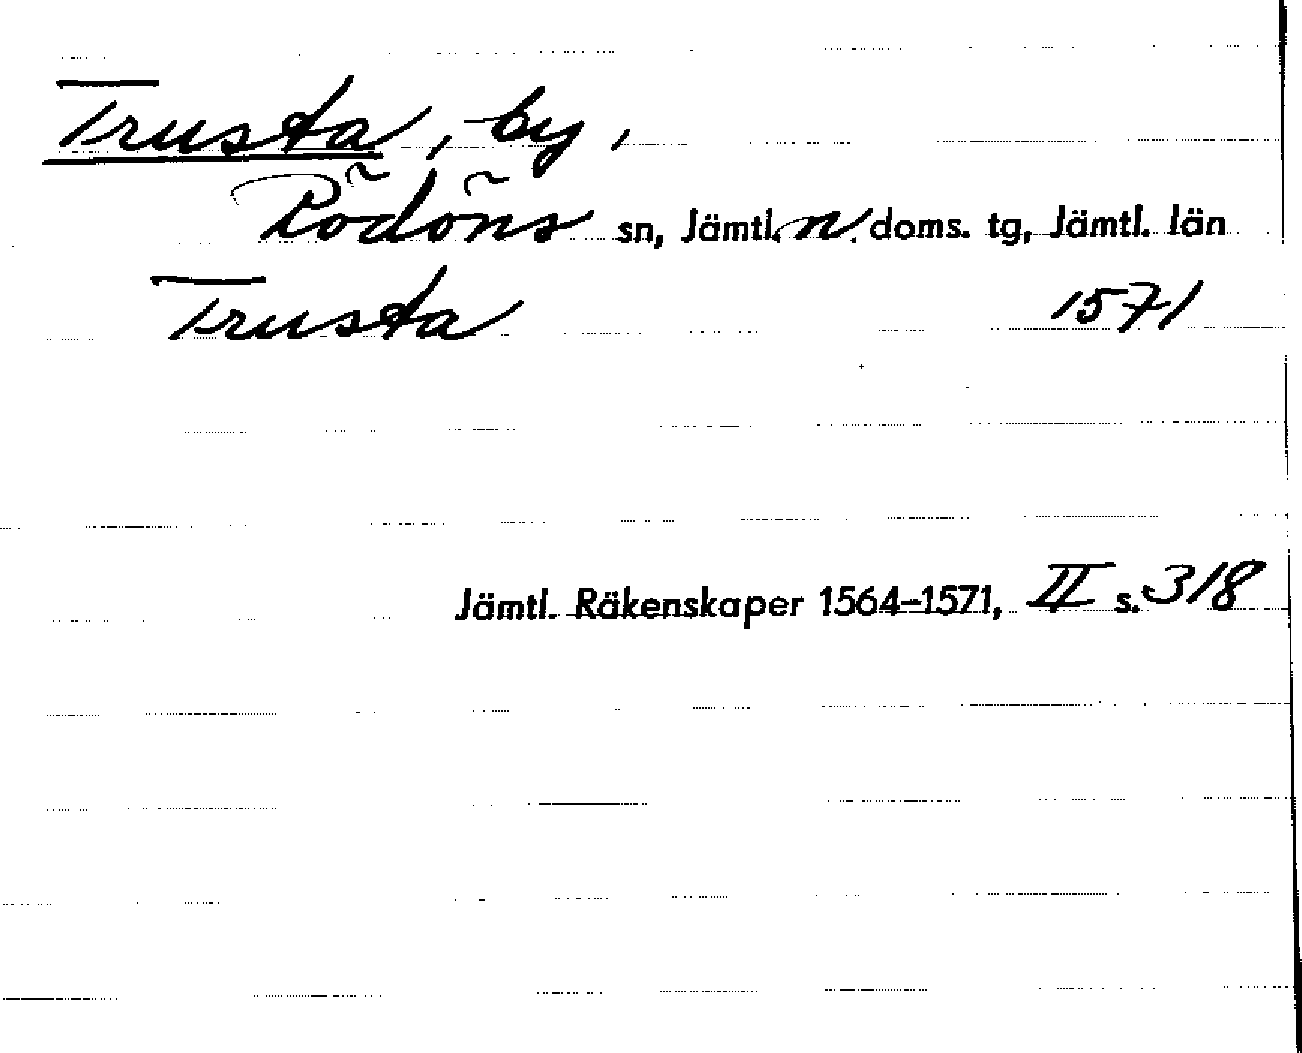 Trusta, by,
Rödöns sn, Jämtl. n. doms. tg, Jämtl. län
Trusta 1571
Jämtl. Räkenskaper 1564–1571, II s. 318